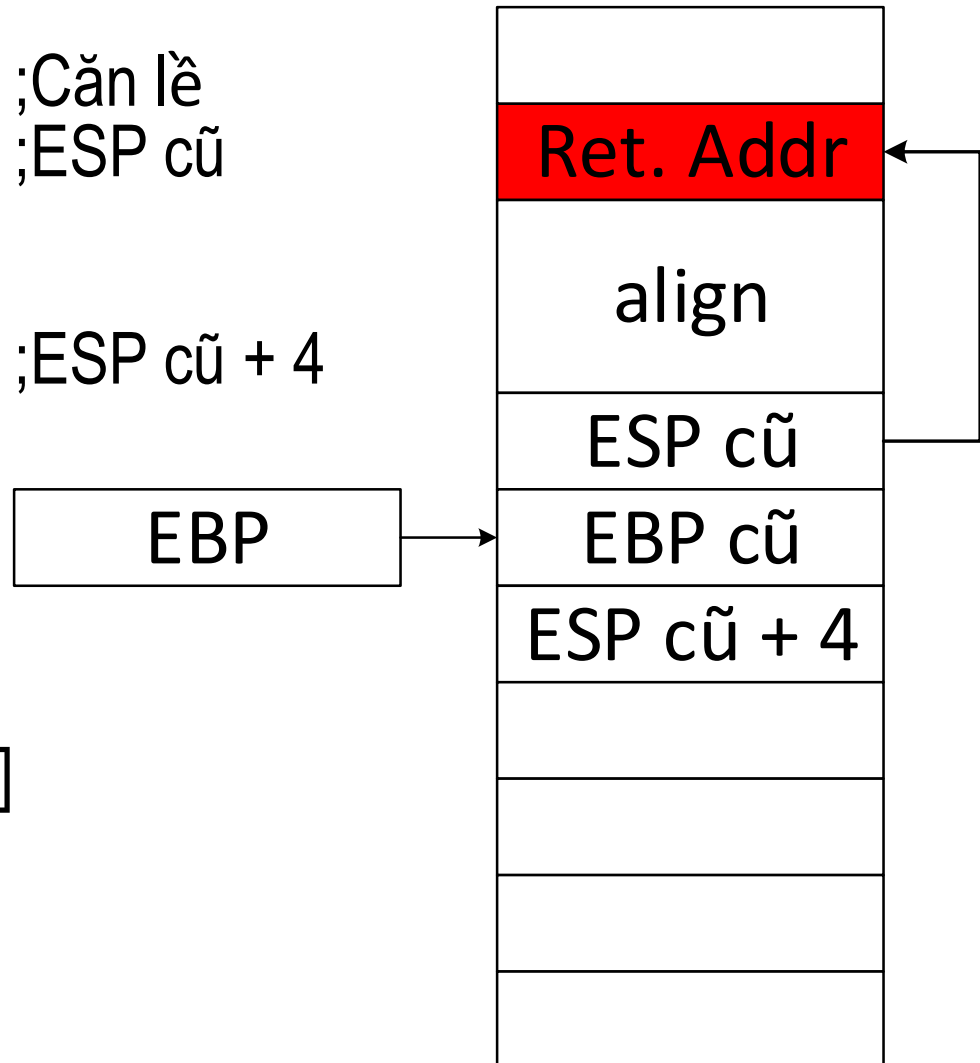 ;Căn lề
;ESP cũ
;ESP cũ + 4
EBP
]
Ret. Addr
align
ESP cũ
EBP cũ
ESP cũ + 4